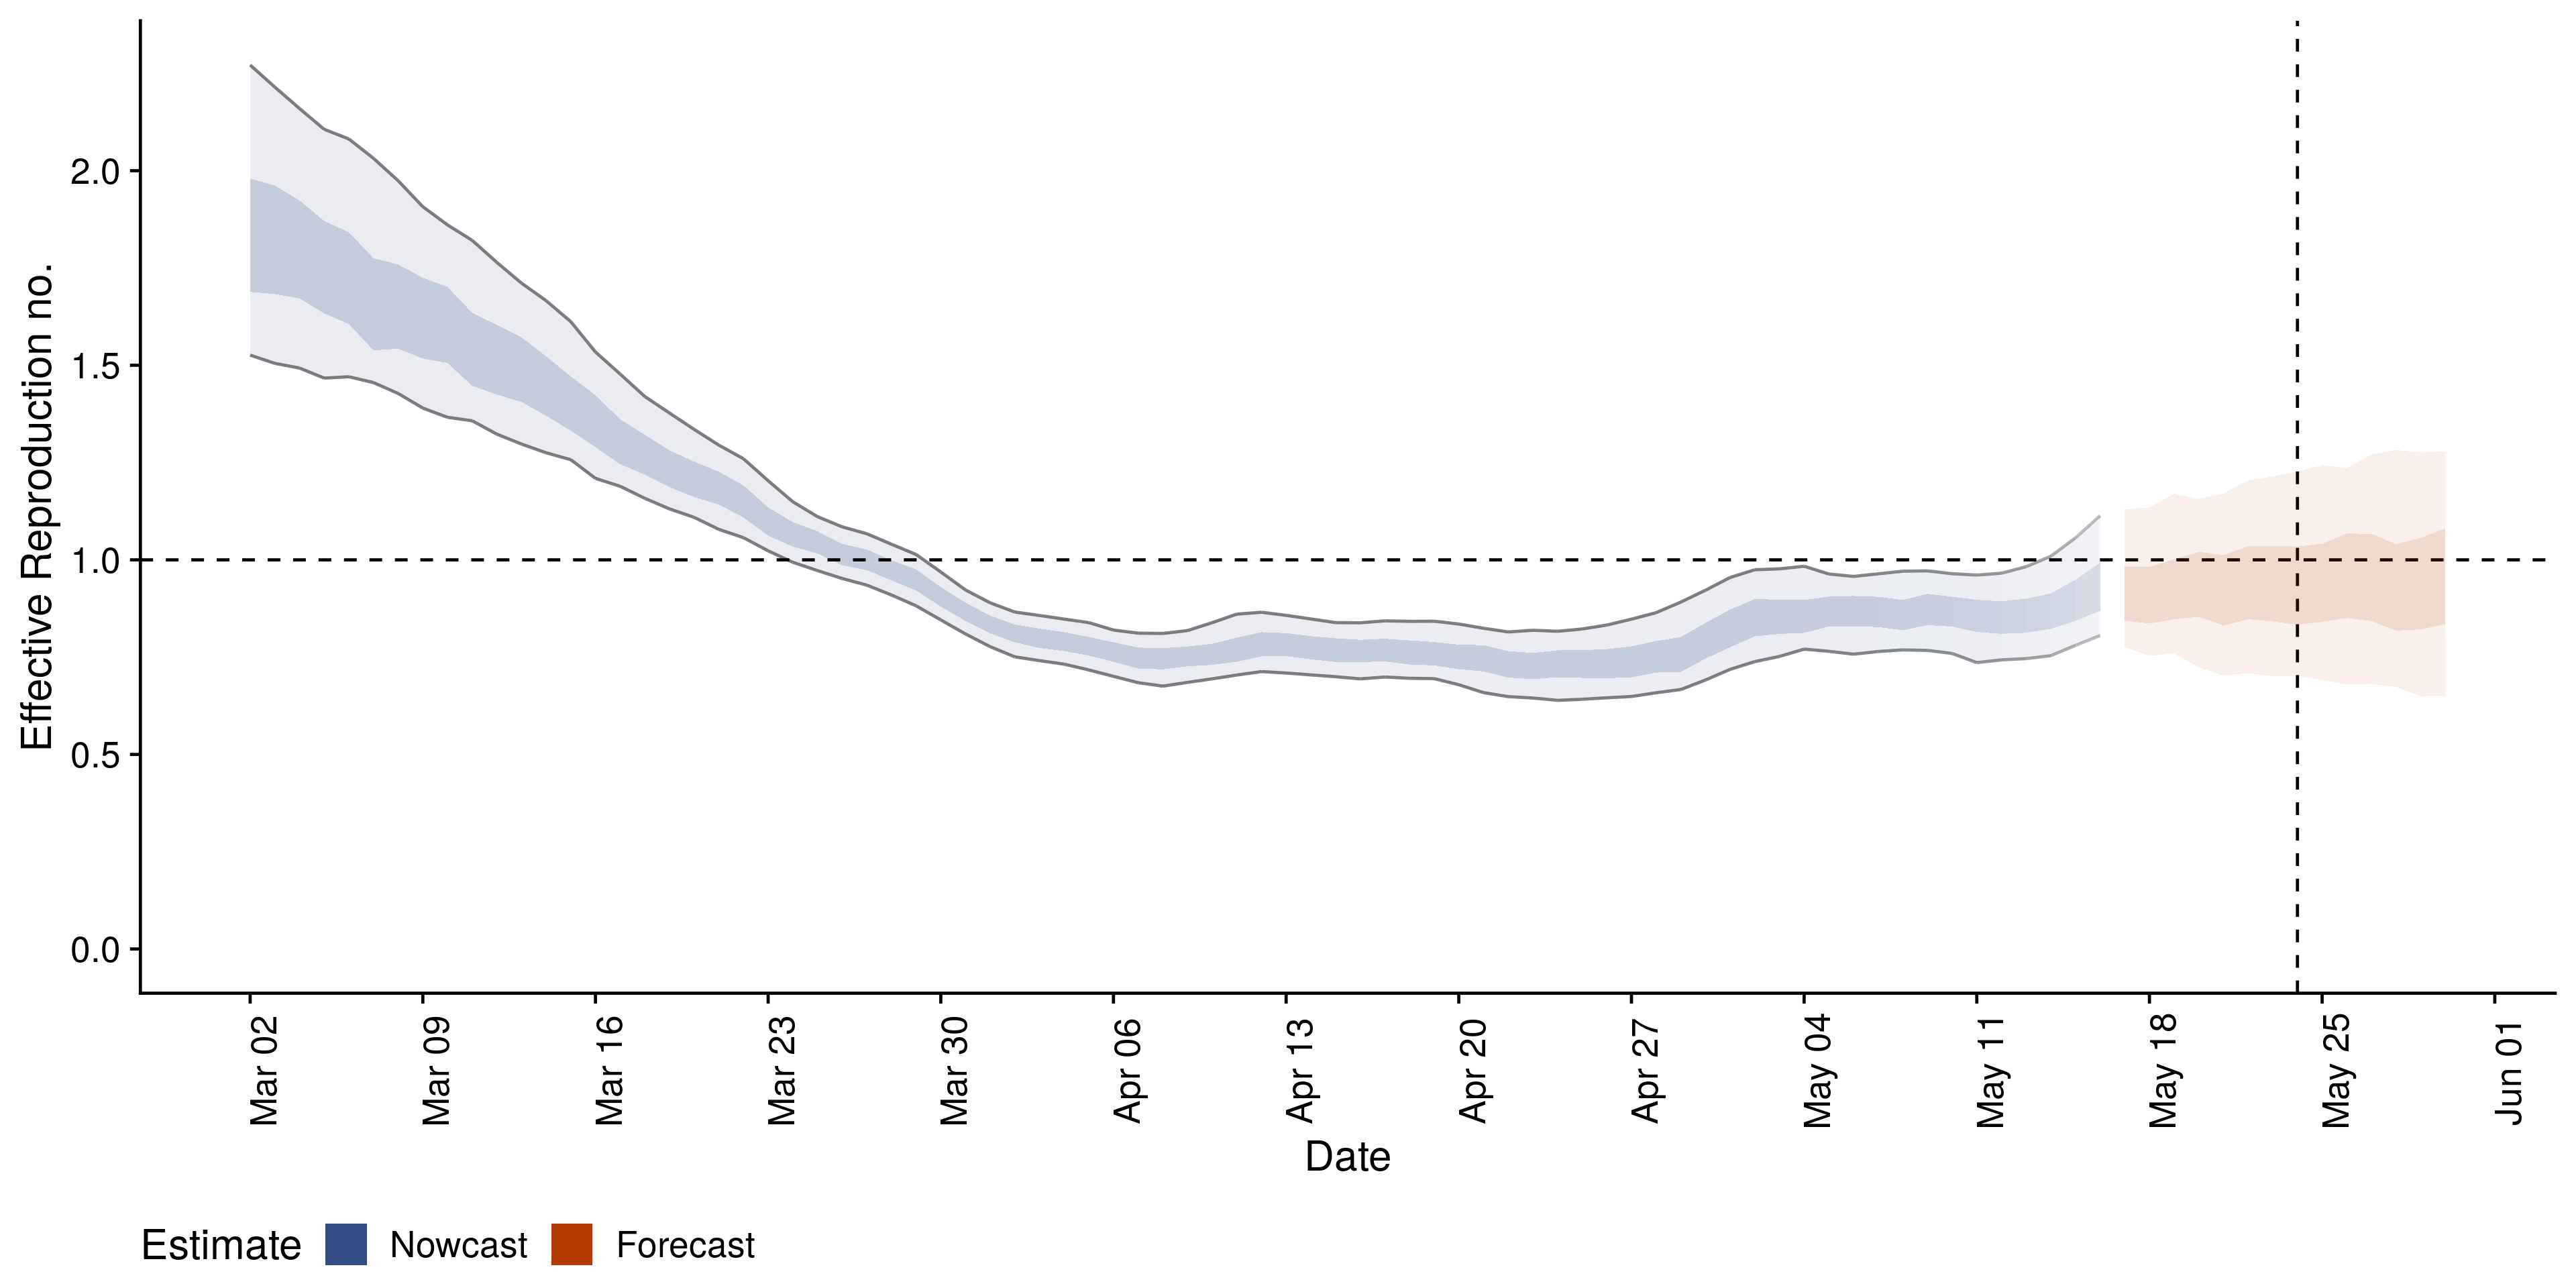 Effective Reproduction no.
2.0
1.5
1.0
0.5
0.0
Mar 02
Mar 09
Mar 16
Mar 23
Mar 30
Apr 06
Apr 13
Apr 20
Apr 27
May 04
May 11
May 18
May 25
Jun 01
Date
Estimate Nowcast Forecast